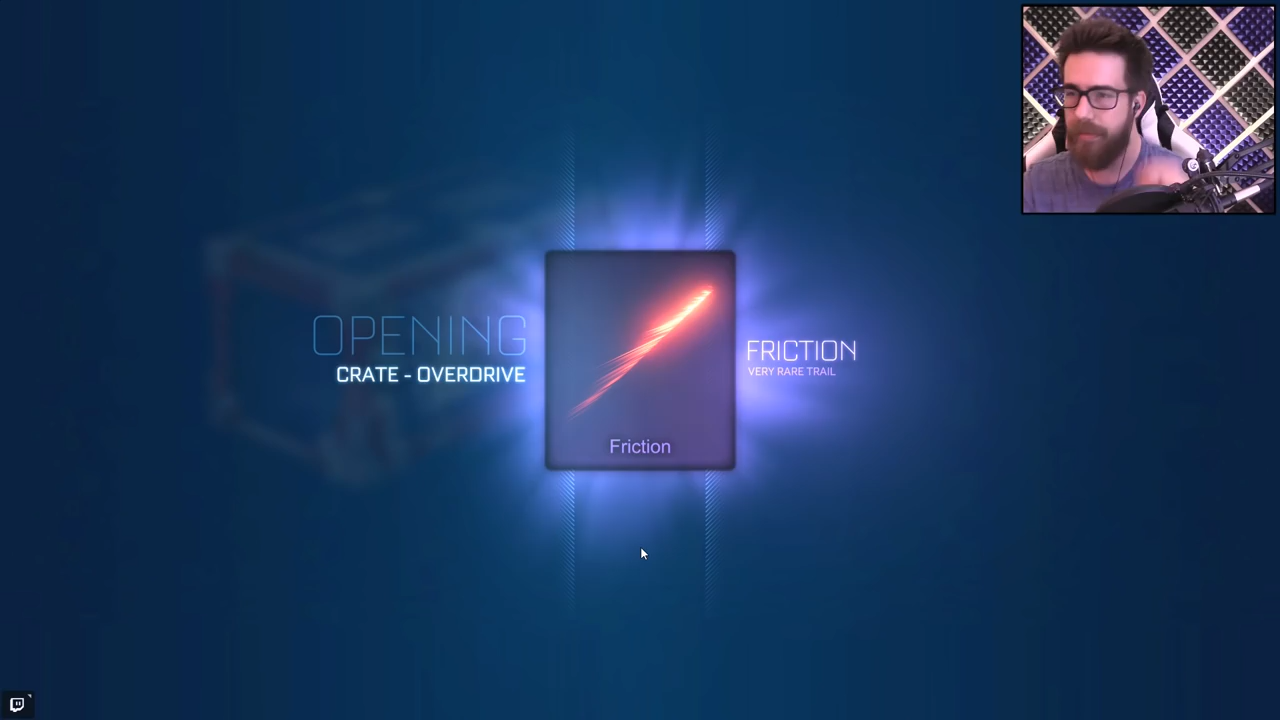 OPENING
CRATE - OVERDRIVE
FRICTION
VERY RARE TRAIL
Friction